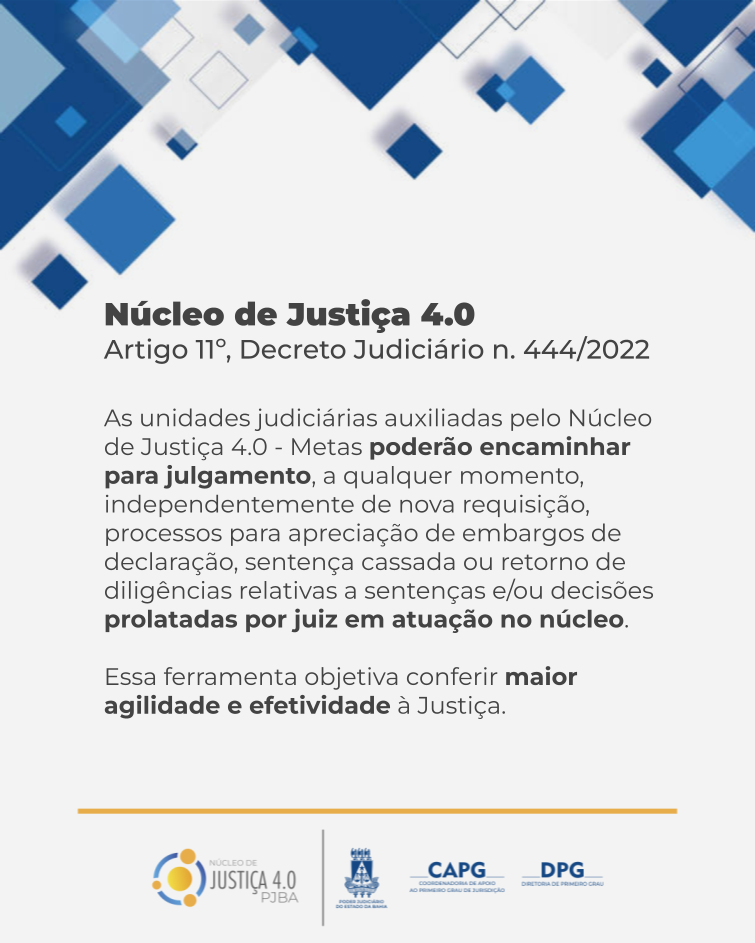 Núcleo de Justiça 4.0
Artigo 11º, Decreto Judiciário n. 444/2022
As unidades judiciárias auxiliadas pelo Núcleo
de Justiça 4.0 - Metas poderão encaminhar
para julgamento, a qualquer momento,
independentemente de nova requisição,
processos para apreciação de embargos de
declaração, sentença cassada ou retorno de
diligências relativas a sentenças e/ou decisões
prolatadas por juiz em atuação no núcleo.
Essa ferramenta objetiva conferir maior
agilidade e efetividade à Justiça.
NÚCLEO DE
JUSTIÇA 4.0
PJBA
PODER JUDICIÁRIO
DO ESTADO DA BAHIA
CAPG
COORDENADORIA DE APOIO
AO PRIMEIRO GRAU DE JURISDIÇÃO
DPG
DIRETORIA DE PRIMEIRO GRAU